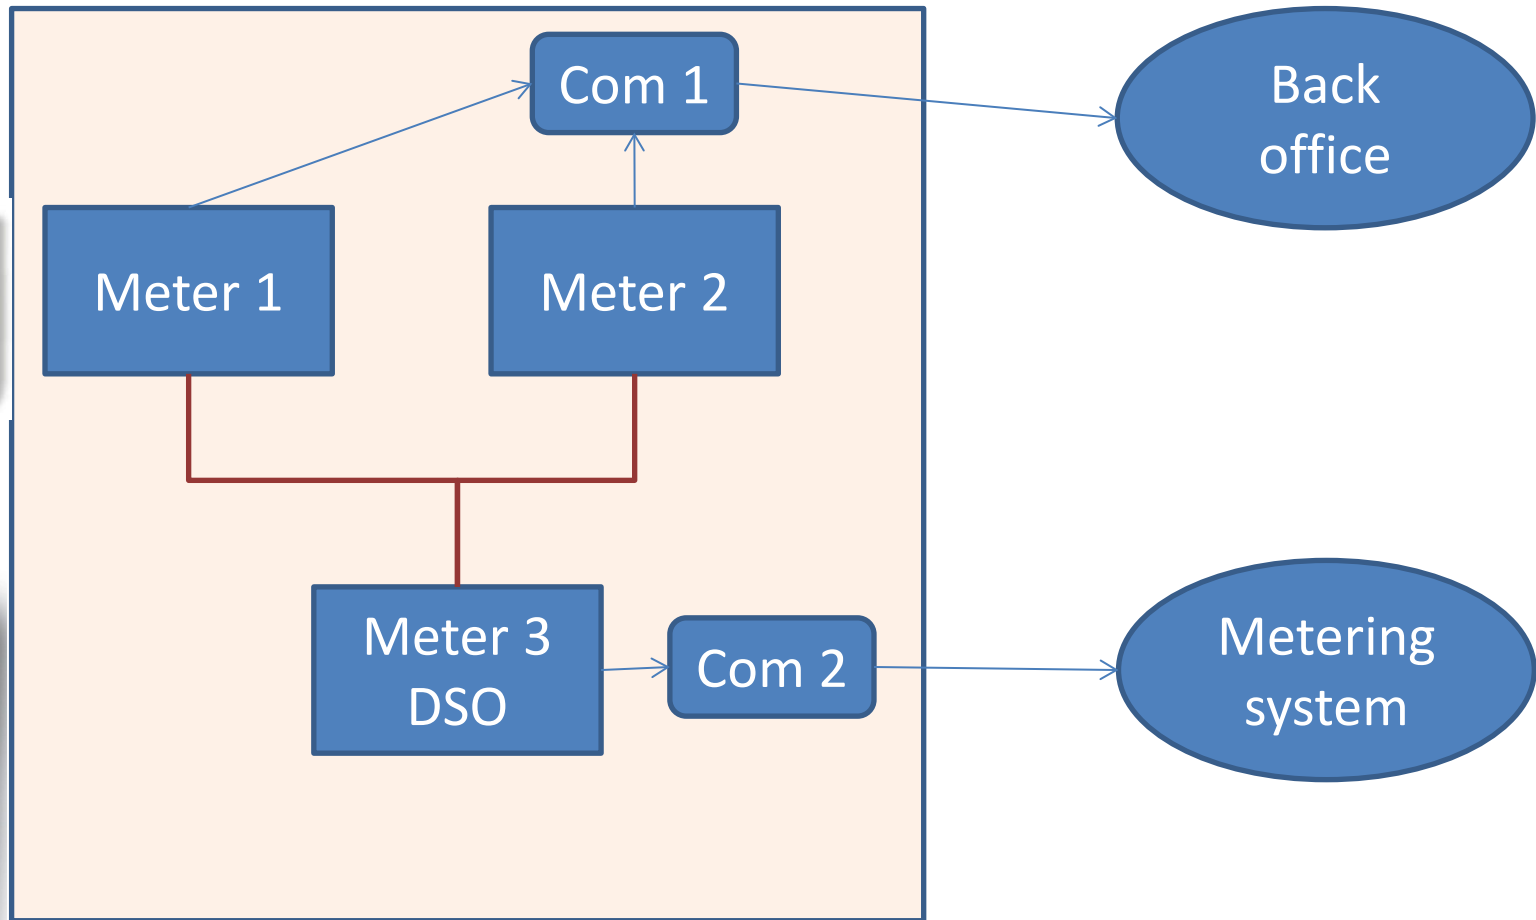 Com 1
Back
office
Meter 1
Meter 2
Meter 3
DSO
Com 2
Metering
system